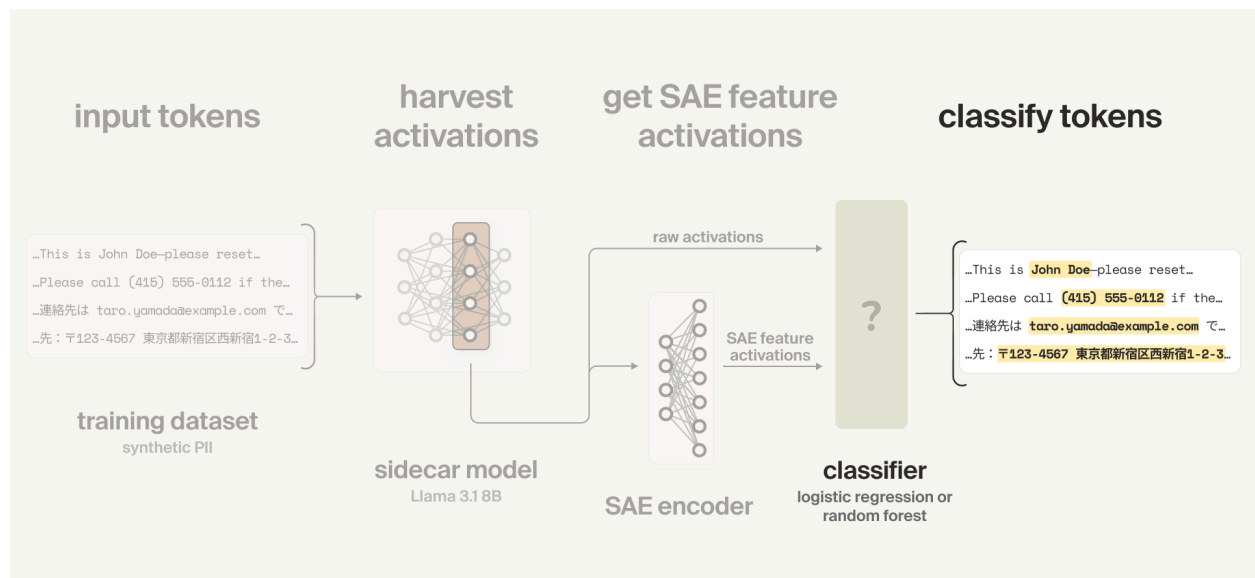 input tokens
harvest
activations
get SAE feature
activations
classify tokens
…This is John Doe—please reset…
…Please call (415) 555-0112 if the…
…連絡先は taro.yamada@example.com で…
…先：〒123-4567 東京都新宿区西新宿1-2-3…
training dataset
synthetic PII
sidecar model
Llama 3.1 8B
raw activations
SAE feature
activations
SAE encoder
?
classifier
logistic regression or
random forest
…This is John Doe—please reset…
…Please call (415) 555-0112 if the…
…連絡先は taro.yamada@example.com で…
…先：〒123-4567 東京都新宿区西新宿1-2-3…